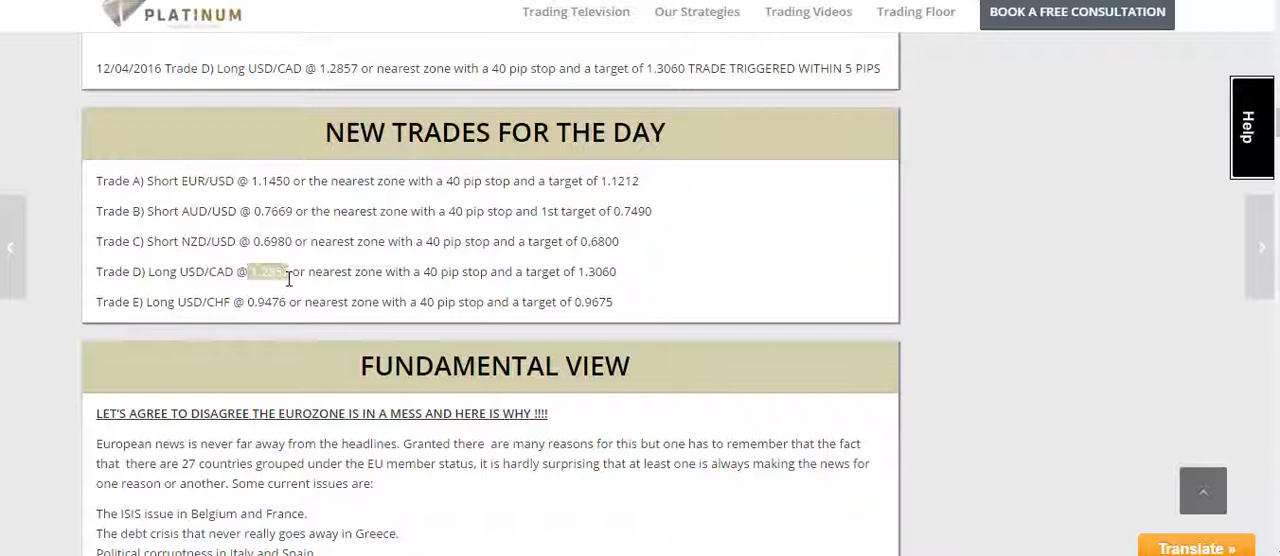 PLATINUM
Trading Television Our Strategies Trading Videos Trading Floor BOOK A FREE CONSULTATION
12/04/2016 Trade D) Long USD/CAD @ 1.2857 or nearest zone with a 40 pip stop and a target of 1.3060 TRADE TRIGGERED WITHIN 5 PIPS
Help
NEW TRADES FOR THE DAY
Trade A) Short EUR/USD @ 1.1450 or the nearest zone with a 40 pip stop and a target of 1.1212
Trade B) Short AUD/USD @ 0.7669 or the nearest zone with a 40 pip stop and 1st target of 0.7490
Trade C) Short NZD/USD @ 0.6980 or nearest zone with a 40 pip stop and a target of 0.6800
Trade D) Long USD/CAD @ or nearest zone with a 40 pip stop and a target of 1.3060
Trade E) Long USD/CHF @ 0.9476 or nearest zone with a 40 pip stop and a target of 0.9675
FUNDAMENTAL VIEW
LET'S AGREE TO DISAGREE THE EUROZONE IS IN A MESS AND HERE IS WHY !!!!
European news is never far away from the headlines. Granted there are many reasons for this but one has to remember that the fact
that there are 27 countries grouped under the EU member status, it is hardly surprising that at least one is always making the news for
one reason or another. Some current issues are:
The ISIS issue in Belgium and France.
The debt crisis that never really goes away in Greece.
Political corruptness in Italy and Spain
Translate »